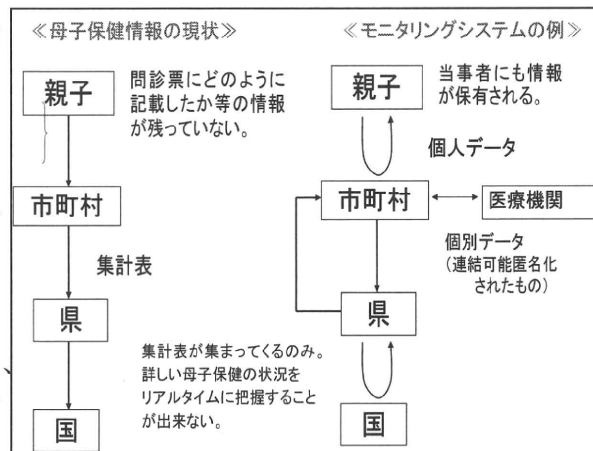 ≪母子保健情報の現状≫
親子
問診票にどのように
記載したか等の情報
が残っていない。
市町村
集計表
県
集計表が集まってくるのみ。
詳しい母子保健の状況を
リアルタイムに把握すること
が出来ない。
国
≪モニタリングシステムの例≫
親子
当事者にも情報
が保有される。
個人データ
市町村
医療機関
個別データ
（連結可能匿名化
されたもの）
県
国